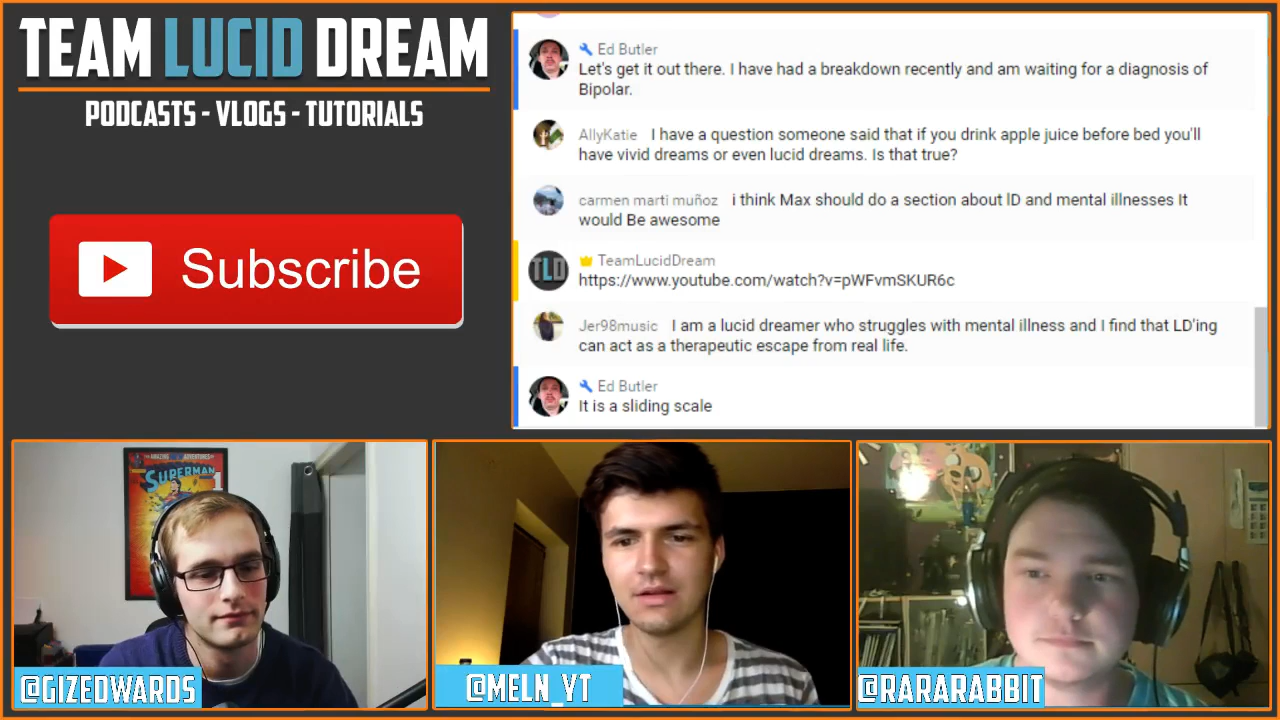 TEAM LUCID DREAM
PODCASTS - VLOGS - TUTORIALS
Subscribe
Ed Butler
Let's get it out there. I have had a breakdown recently and am waiting for a diagnosis of
Bipolar.
AllyKatie I have a question someone said that if you drink apple juice before bed you'll
have vivid dreams or even lucid dreams. Is that true?
carmen marti muñoz i think Max should do a section about lD and mental illnesses It
would Be awesome
TLD
TeamLucidDream
https://www.youtube.com/watch?v=pWFvmSKUR6c
Jer98music I am a lucid dreamer who struggles with mental illness and I find that LD'ing
can act as a therapeutic escape from real life.
Ed Butler
It is a sliding scale
SUPERMAN
@GIZEDWARDS
@MELN_YT
@RARARABBIT